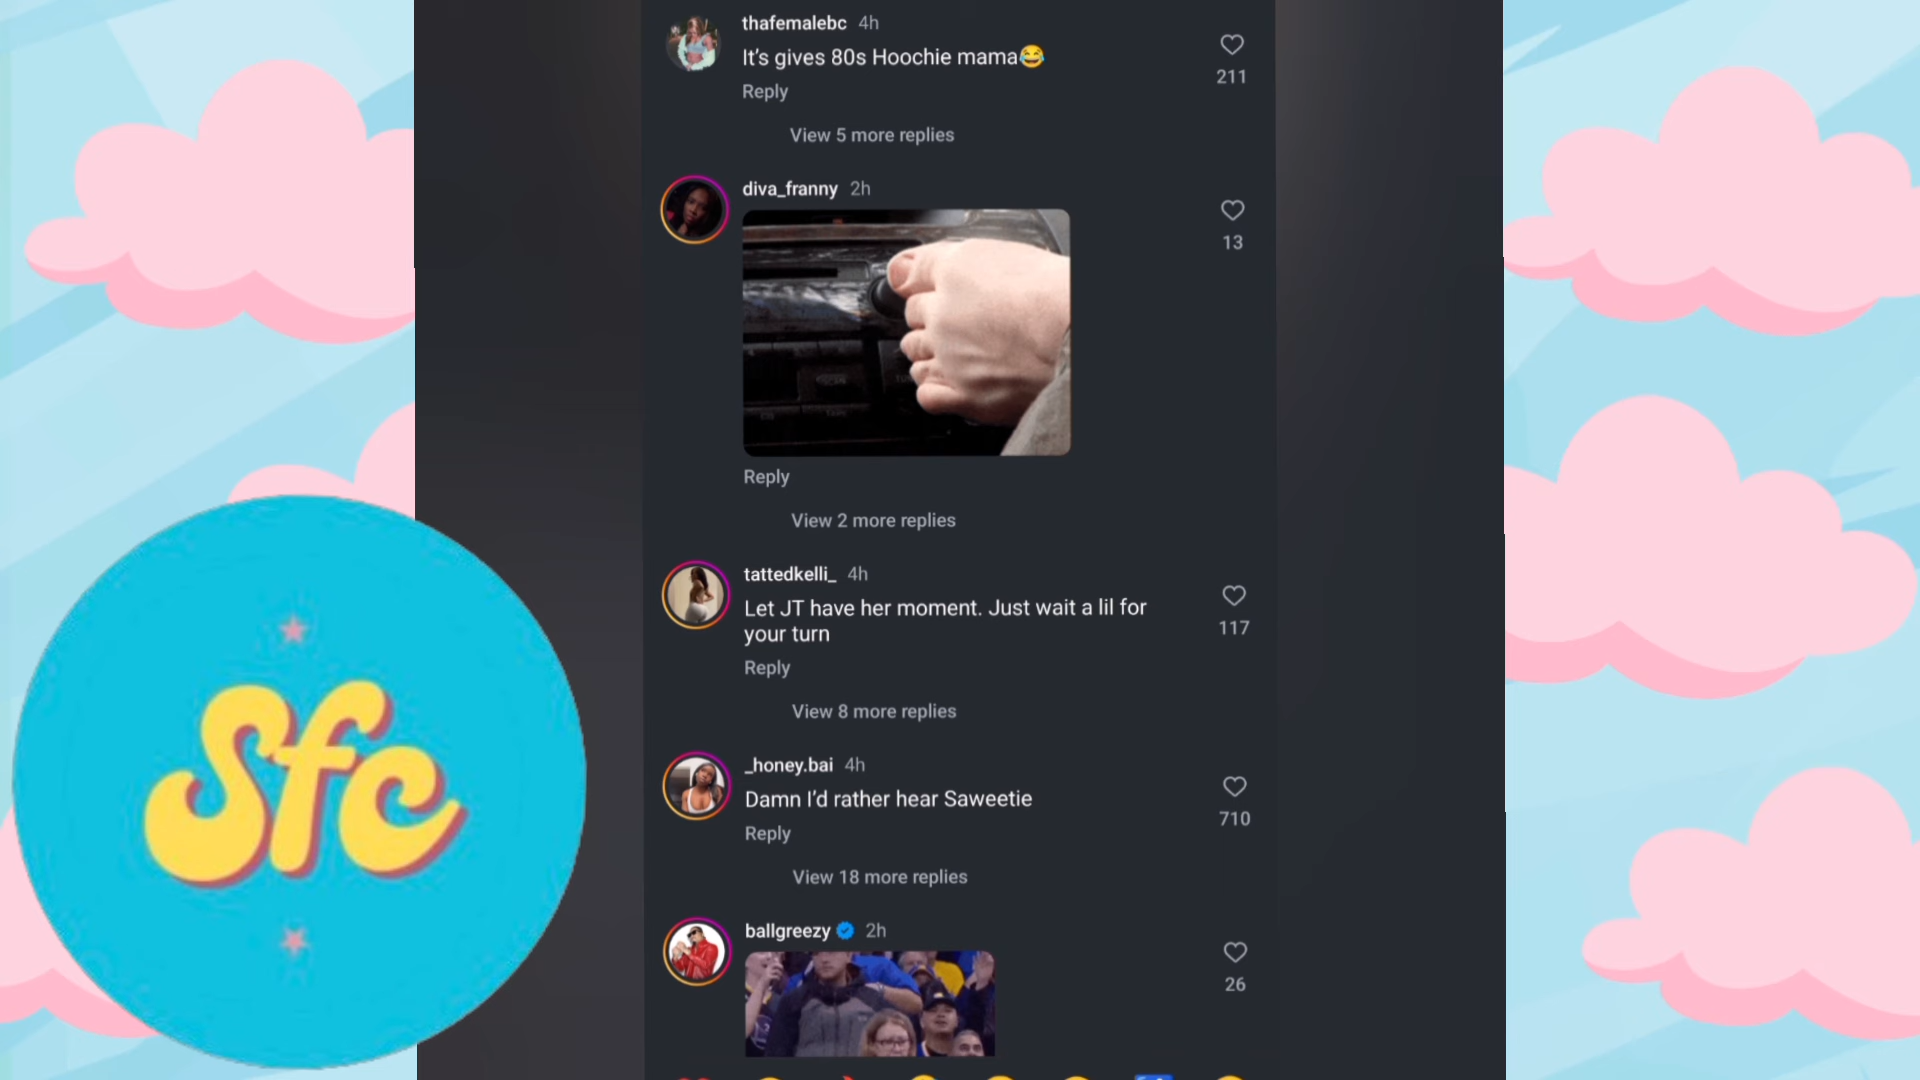 thafemalebc 4h
It's gives 80s Hoochie mama😂
211
Reply
View 5 more replies
diva_franny 2h
13
Reply
View 2 more replies
tattedkelli_ 4h
Let JT have her moment. Just wait a lil for
your turn
117
Reply
View 8 more replies
_honey.bai 4h
Damn I'd rather hear Saweetie
710
Reply
View 18 more replies
ballgreezy 2h
26
Sfc